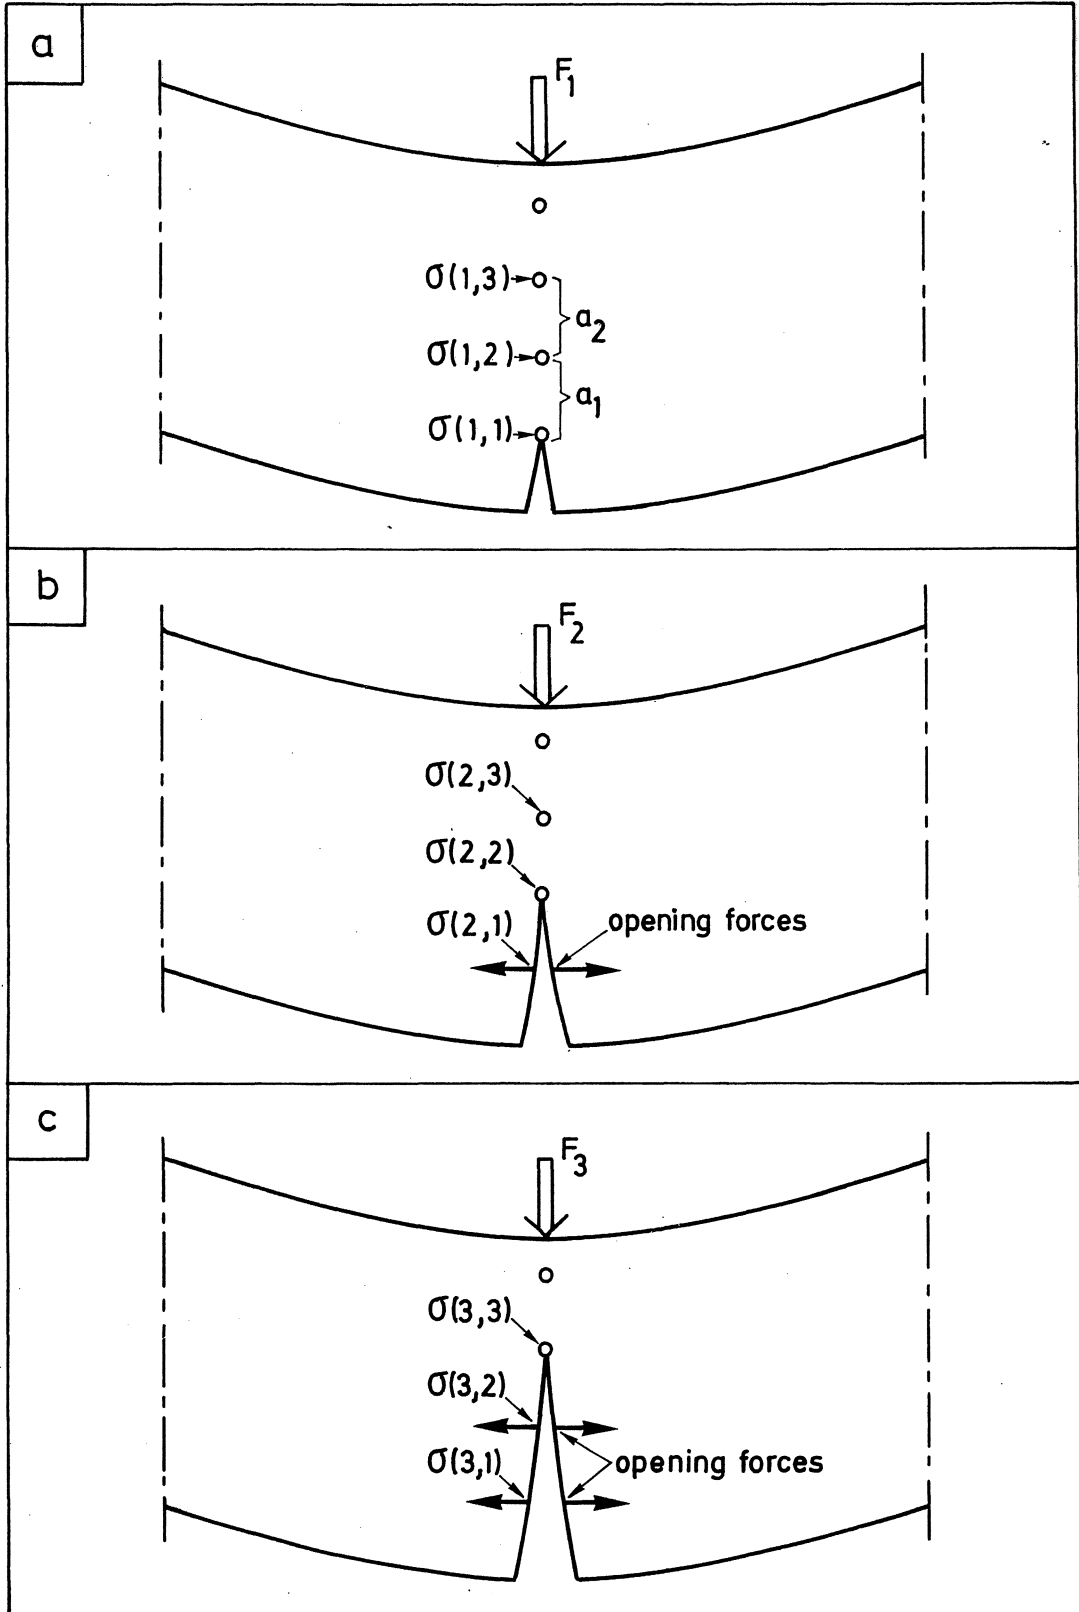 a
F₁
σ(1,3)
a₂
σ(1,2)
a₁
σ(1,1)
b
F₂
σ(2,3)
σ(2,2)
σ(2,1)
opening forces
c
F₃
σ(3,3)
σ(3,2)
σ(3,1)
opening forces